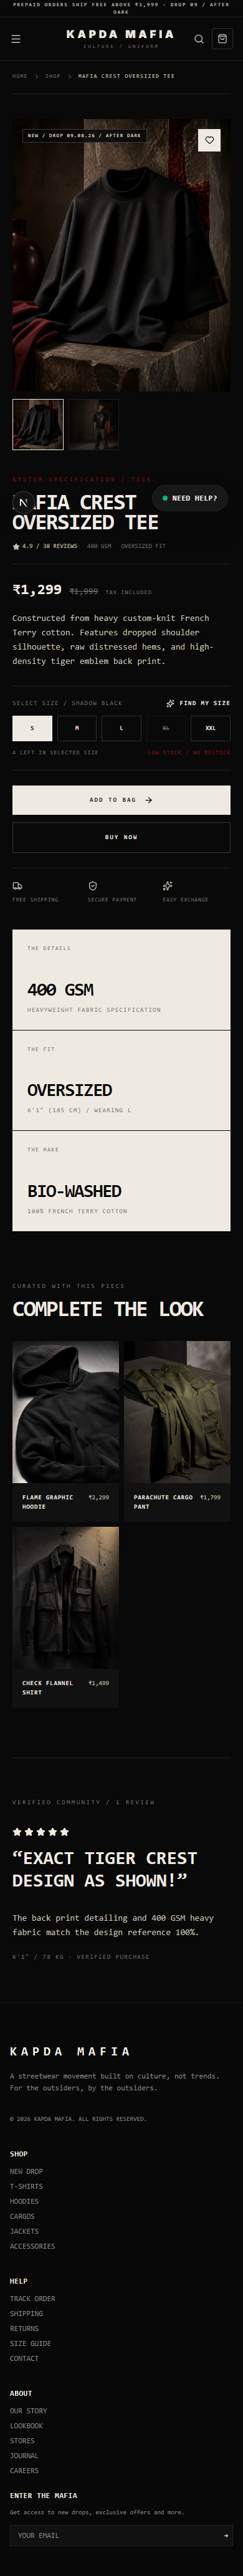 PREPAID ORDERS SHIP FREE ABOVE ₹1,999 · DROP 09 / AFTER
DARK
KAPDA MAFIA
CULTURE / UNIFORM
HOME > SHOP > MAFIA CREST OVERSIZED TEE
NEW / DROP 09.08.26 / AFTER DARK
SYSTEM SPECIFICATION / TEES
NEED HELP?
N
FIA CREST
OVERSIZED TEE
4.9 / 38 REVIEWS 400 GSM OVERSIZED FIT
₹1,299 ₹1,999 TAX INCLUDED
Constructed from heavy custom-knit French
Terry cotton. Features dropped shoulder
silhouette, raw distressed hems, and high-
density tiger emblem back print.
SELECT SIZE / SHADOW BLACK FIND MY SIZE
S M L XL XXL
4 LEFT IN SELECTED SIZE LOW STOCK / NO RESTOCK
ADD TO BAG →
BUY NOW
FREE SHIPPING SECURE PAYMENT EASY EXCHANGE
THE DETAILS
400 GSM
HEAVYWEIGHT FABRIC SPECIFICATION
THE FIT
OVERSIZED
6'1" (185 CM) / WEARING L
THE MAKE
BIO-WASHED
100% FRENCH TERRY COTTON
CURATED WITH THIS PIECE
COMPLETE THE LOOK
FLAME GRAPHIC ₹2,299
HOODIE
PARACHUTE CARGO ₹1,799
PANT
CHECK FLANNEL ₹1,499
SHIRT
VERIFIED COMMUNITY / 1 REVIEW
“EXACT TIGER CREST
DESIGN AS SHOWN!”
The back print detailing and 400 GSM heavy
fabric match the design reference 100%.
6'1" / 78 KG · VERIFIED PURCHASE
KAPDA MAFIA
A streetwear movement built on culture, not trends.
For the outsiders, by the outsiders.
© 2026 KAPDA MAFIA. ALL RIGHTS RESERVED.
SHOP
NEW DROP
T-SHIRTS
HOODIES
CARGOS
JACKETS
ACCESSORIES
HELP
TRACK ORDER
SHIPPING
RETURNS
SIZE GUIDE
CONTACT
ABOUT
OUR STORY
LOOKBOOK
STORES
JOURNAL
CAREERS
ENTER THE MAFIA
Get access to new drops, exclusive offers and more.
YOUR EMAIL →